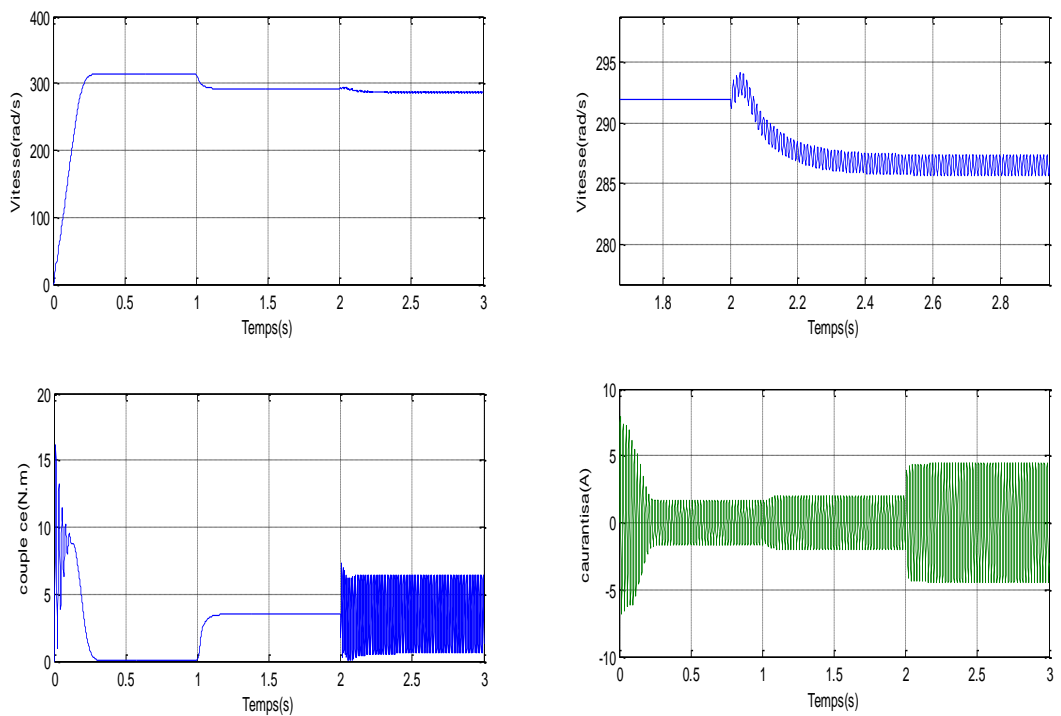 400
300
200
100
0
Vitesse(rad/s)
0 0.5 1 1.5 2 2.5 3
Temps(s)
295
290
285
280
Vitesse(rad/s)
1.8 2 2.2 2.4 2.6 2.8
Temps(s)
20
15
10
5
0
couple ce(N.m)
0 0.5 1 1.5 2 2.5 3
Temps(s)
10
5
0
-5
-10
caurantisa(A)
0 0.5 1 1.5 2 2.5 3
Temps(s)